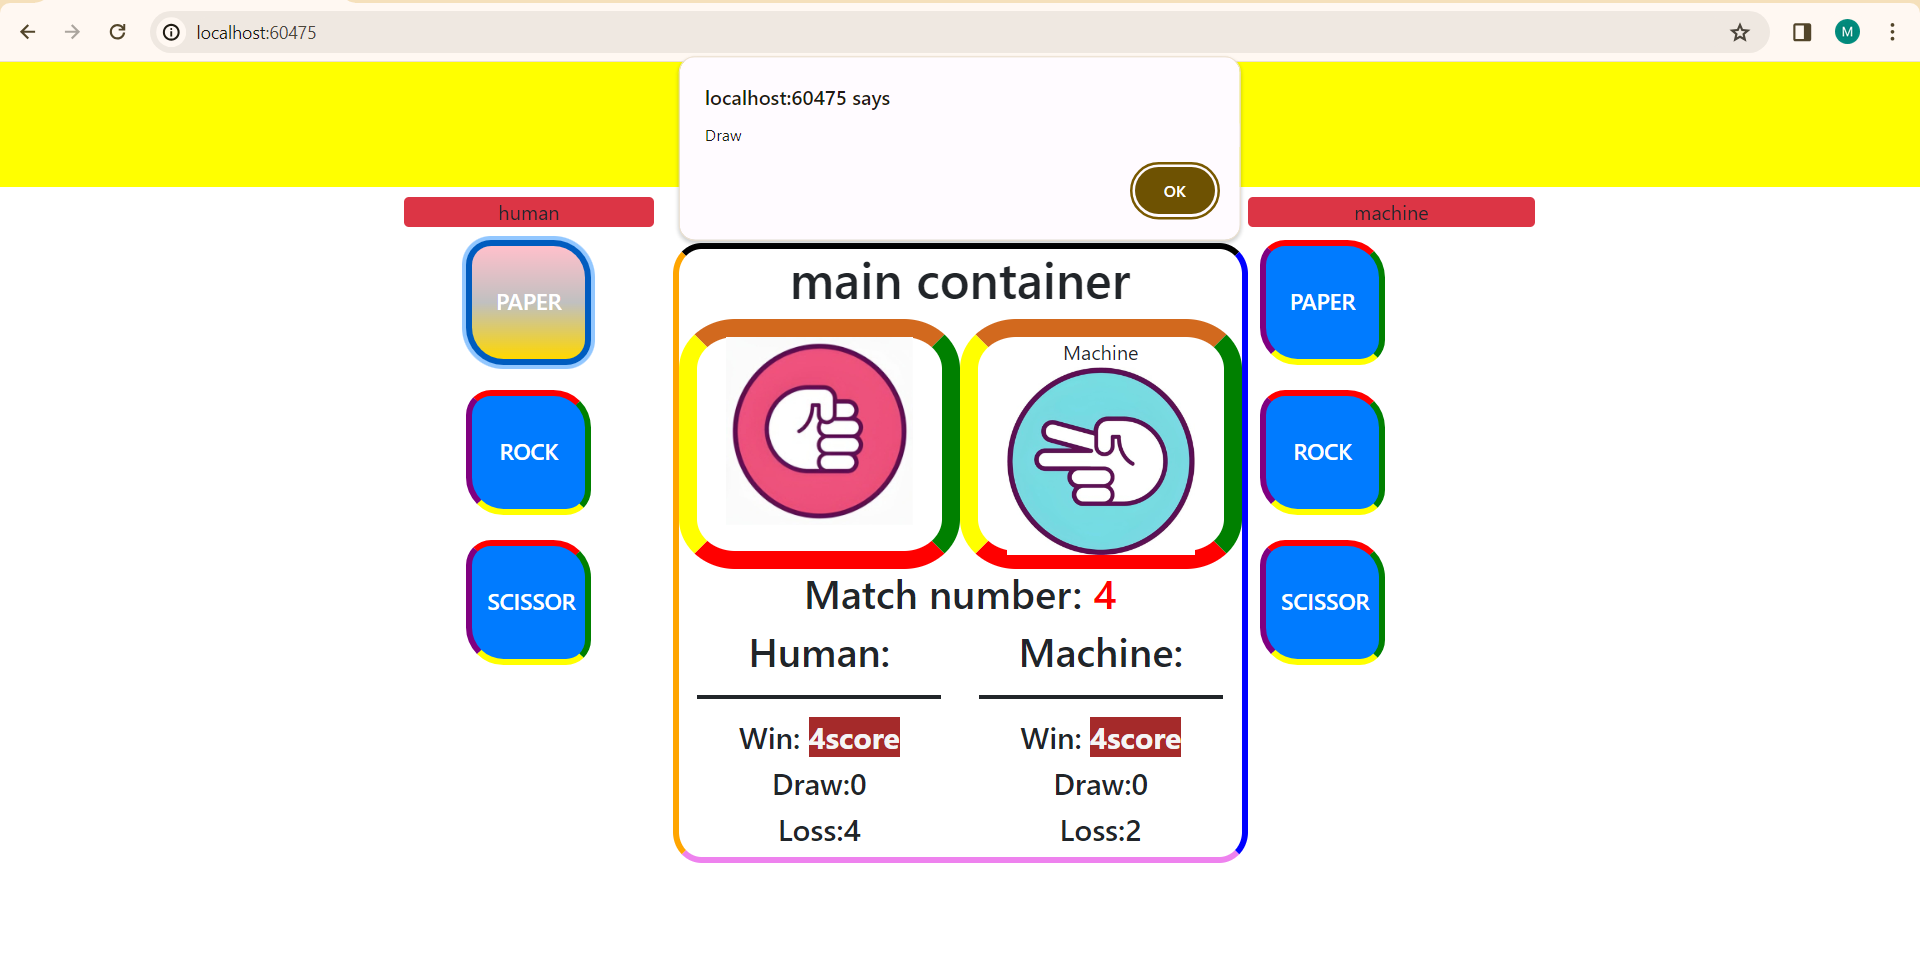 localhost:60475
M
localhost:60475 says
Draw
OK
human
machine
PAPER
ROCK
SCISSOR
main container
Machine
Match number: 4
Human:
Win: 4score
Draw:0
Loss:4
Machine:
Win: 4score
Draw:0
Loss:2
PAPER
ROCK
SCISSOR